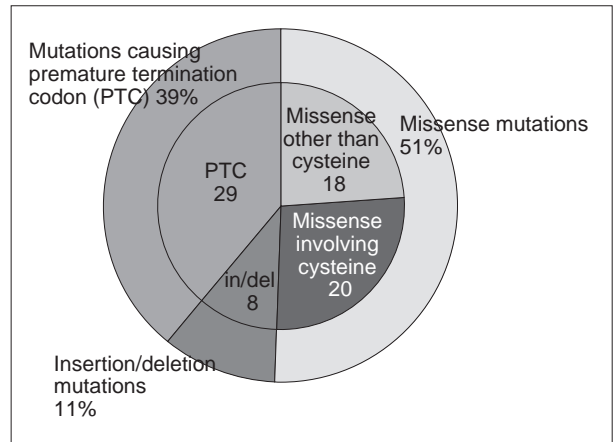 Mutations causing
premature termination
codon (PTC) 39%
Missense
other than
cysteine
18
Missense mutations
51%
PTC
29
Missense
involving
cysteine
20
in/del
8
Insertion/deletion
mutations
11%